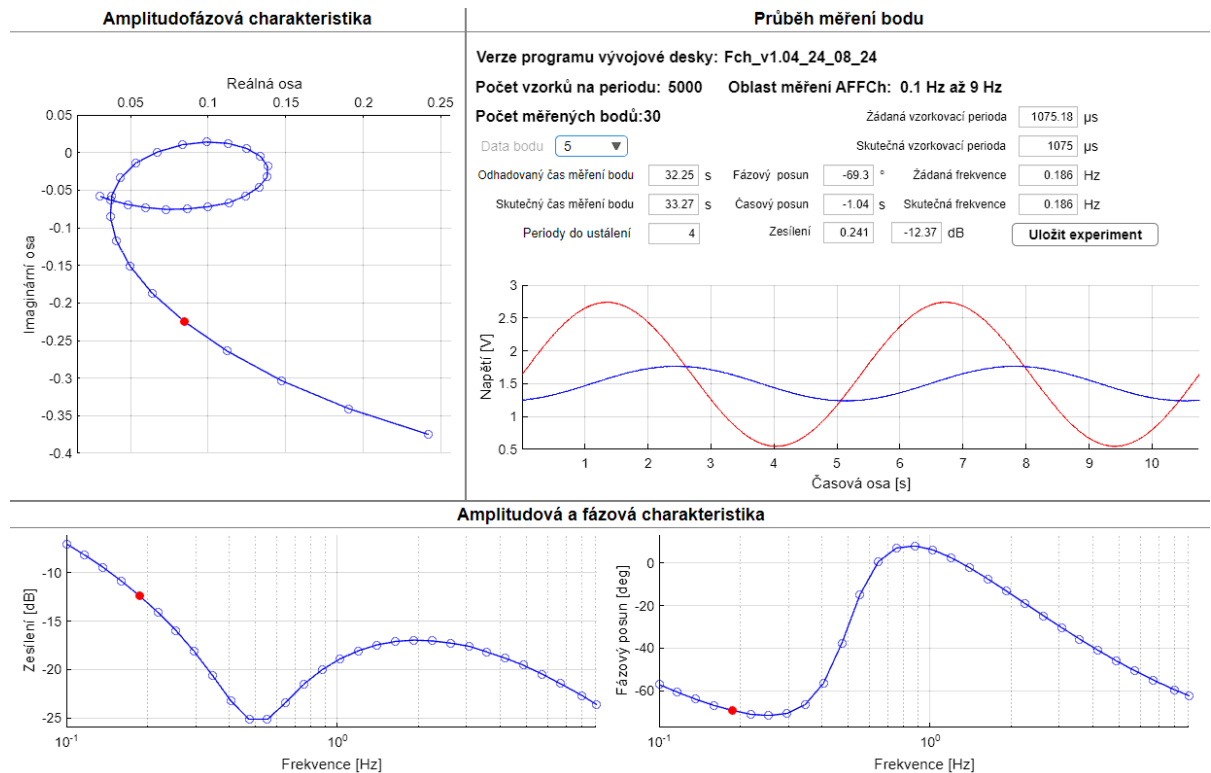 Amplitudofázová charakteristika
Reálná osa
0.05 0.1 0.15 0.2 0.25
0.05
0
-0.05
-0.1
-0.15
-0.2
-0.25
-0.3
-0.35
-0.4
Imaginární osa
Průběh měření bodu
Verze programu vývojové desky: Fch_v1.04_24_08_24
Počet vzorků na periodu: 5000 Oblast měření AFFCh: 0.1 Hz až 9 Hz
Počet měřených bodů:30 Žádaná vzorkovací perioda 1075.18 µs
Data bodu 5 Skutečná vzorkovací perioda 1075 µs
Odhadovaný čas měření bodu 32.25 s Fázový posun -69.3 ° Žádaná frekvence 0.186 Hz
Skutečný čas měření bodu 33.27 s Časový posun -1.04 s Skutečná frekvence 0.186 Hz
Periody do ustálení 4 Zesílení 0.241 -12.37 dB Uložit experiment
3
2.5
2
1.5
1
0.5
Napětí [V]
1 2 3 4 5 6 7 8 9 10
Časová osa [s]
Amplitudová a fázová charakteristika
-10
-15
-20
-25
Zesílení [dB]
10-1 100
Frekvence [Hz]
0
-20
-40
-60
Fázový posun [deg]
10-1 100
Frekvence [Hz]